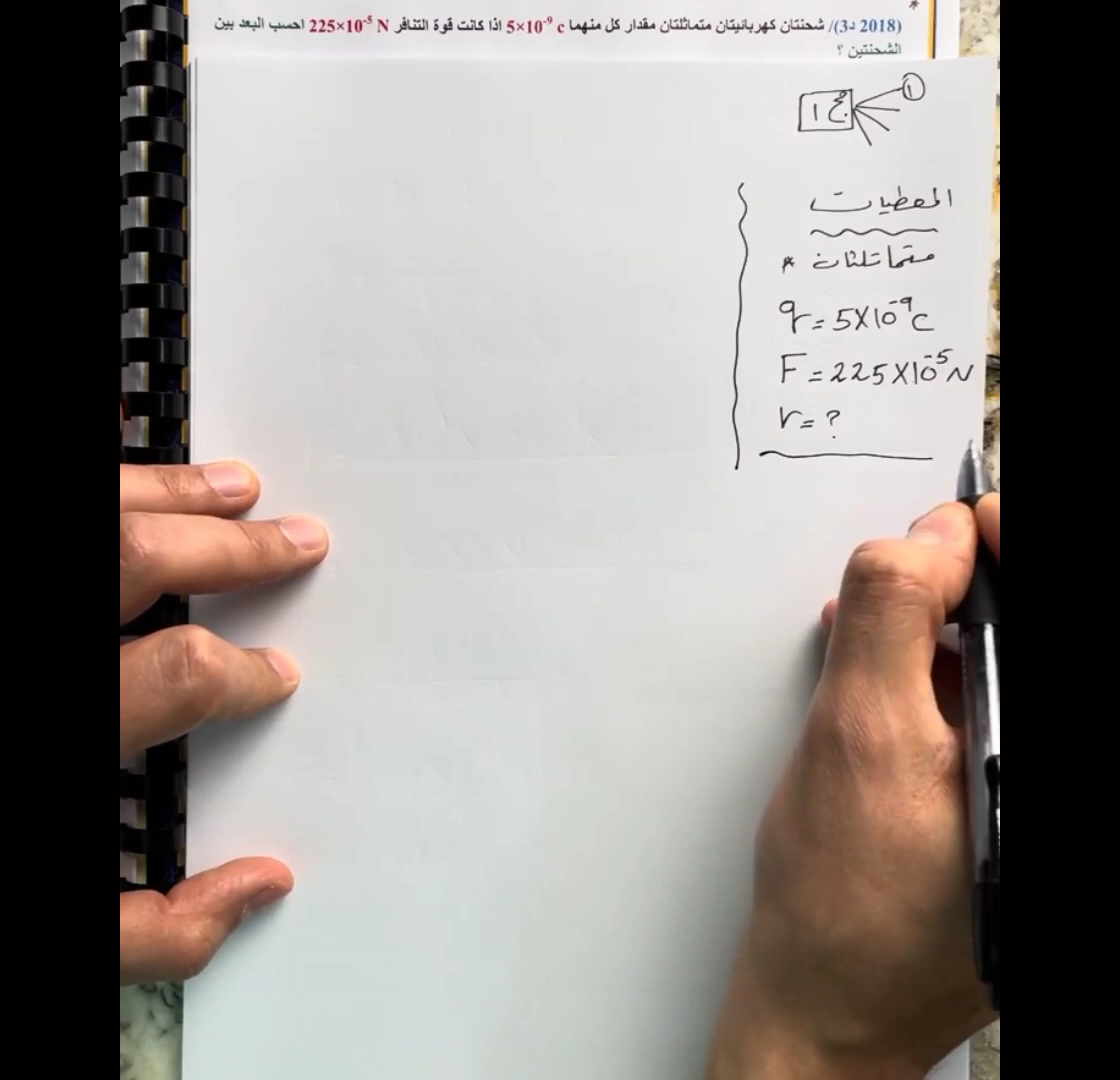 *
(2018 د3)/ شحنتان كهربائيتان متماثلتان مقدار كل منهما 5×10⁻⁹ c اذا كانت قوة التنافر 225×10⁻⁵ N احسب البعد بين
الشحنتين ؟
مج 1
1
المعطيات
متماثلتان *
q = 5×10⁻⁹ C
F = 225×10⁻⁵ N
r = ?